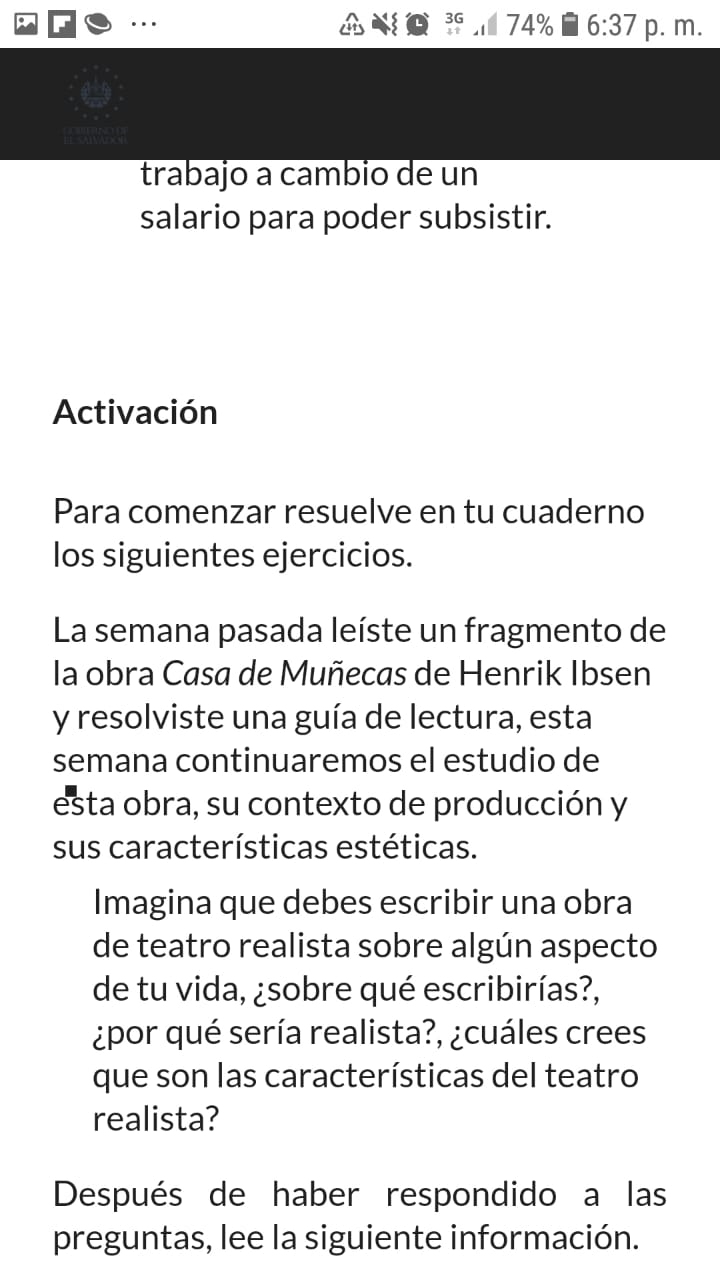 3G 74% 6:37 p. m.
GOBIERNO DE
EL SALVADOR
trabajo a cambio de un
salario para poder subsistir.
Activación
Para comenzar resuelve en tu cuaderno
los siguientes ejercicios.
La semana pasada leíste un fragmento de
la obra Casa de Muñecas de Henrik Ibsen
y resolviste una guía de lectura, esta
semana continuaremos el estudio de
esta obra, su contexto de producción y
sus características estéticas.
Imagina que debes escribir una obra
de teatro realista sobre algún aspecto
de tu vida, ¿sobre qué escribirías?,
¿por qué sería realista?, ¿cuáles crees
que son las características del teatro
realista?
Después de haber respondido a las
preguntas, lee la siguiente información.